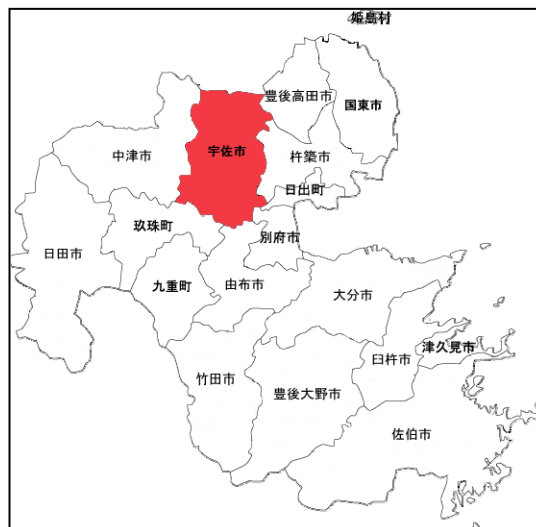 姫島村
豊後高田市
国東市
中津市
宇佐市
杵築市
日出町
玖珠町
別府市
日田市
九重町
由布市
大分市
津久見市
臼杵市
竹田市
豊後大野市
佐伯市